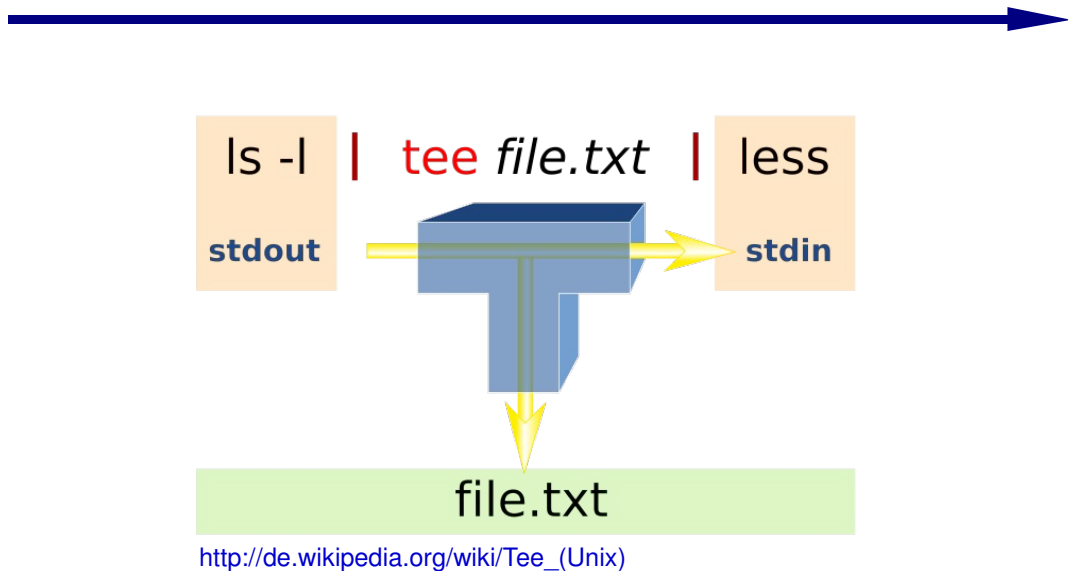 ls -l | tee file.txt | less
stdout stdin
file.txt
http://de.wikipedia.org/wiki/Tee_(Unix)